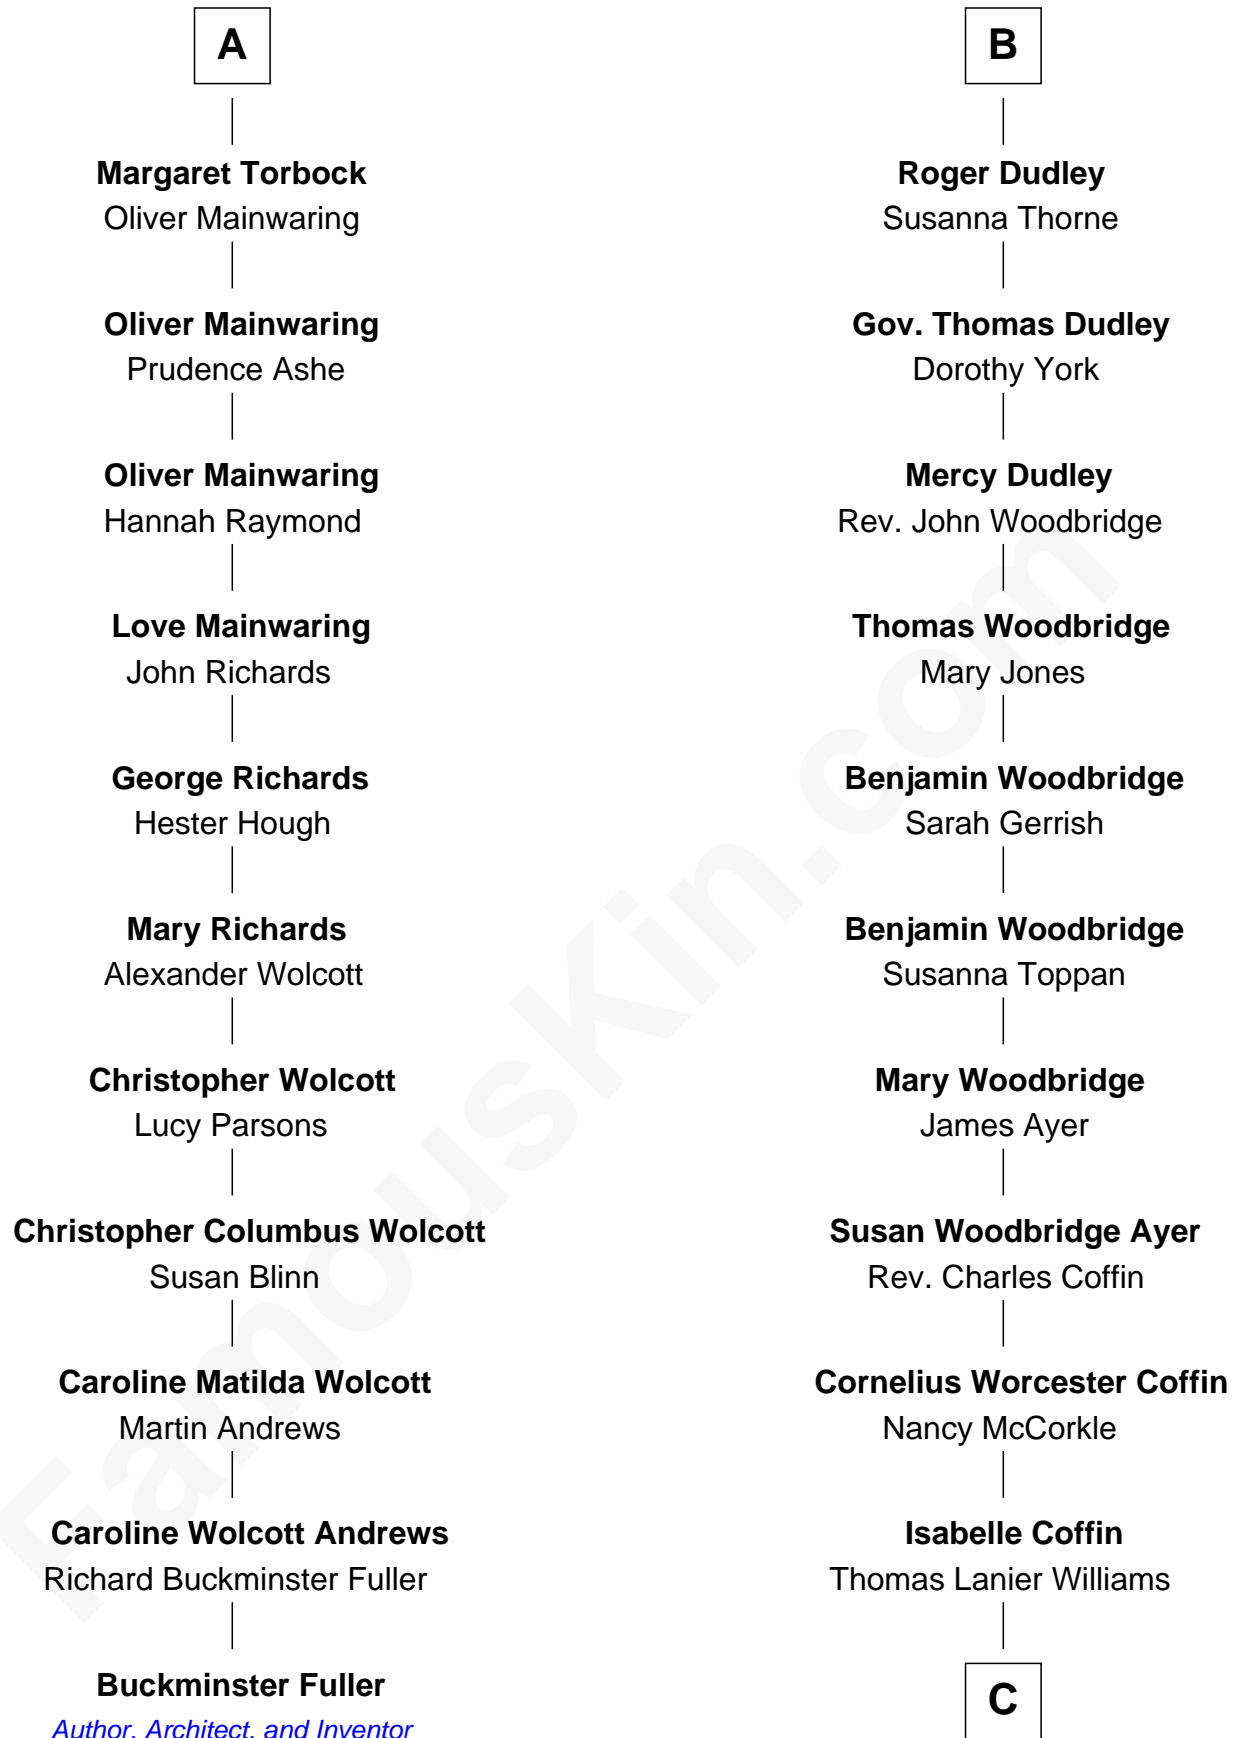 A
Margaret Torbock
Oliver Mainwaring
Oliver Mainwaring
Prudence Ashe
Oliver Mainwaring
Hannah Raymond
Love Mainwaring
John Richards
George Richards
Hester Hough
Mary Richards
Alexander Wolcott
Christopher Wolcott
Lucy Parsons
Christopher Columbus Wolcott
Susan Blinn
Caroline Matilda Wolcott
Martin Andrews
Caroline Wolcott Andrews
Richard Buckminster Fuller
Buckminster Fuller
Author, Architect, and Inventor
B
Roger Dudley
Susanna Thorne
Gov. Thomas Dudley
Dorothy York
Mercy Dudley
Rev. John Woodbridge
Thomas Woodbridge
Mary Jones
Benjamin Woodbridge
Sarah Gerrish
Benjamin Woodbridge
Susanna Toppan
Mary Woodbridge
James Ayer
Susan Woodbridge Ayer
Rev. Charles Coffin
Cornelius Worcester Coffin
Nancy McCorkle
Isabelle Coffin
Thomas Lanier Williams
C
FamousKin.com